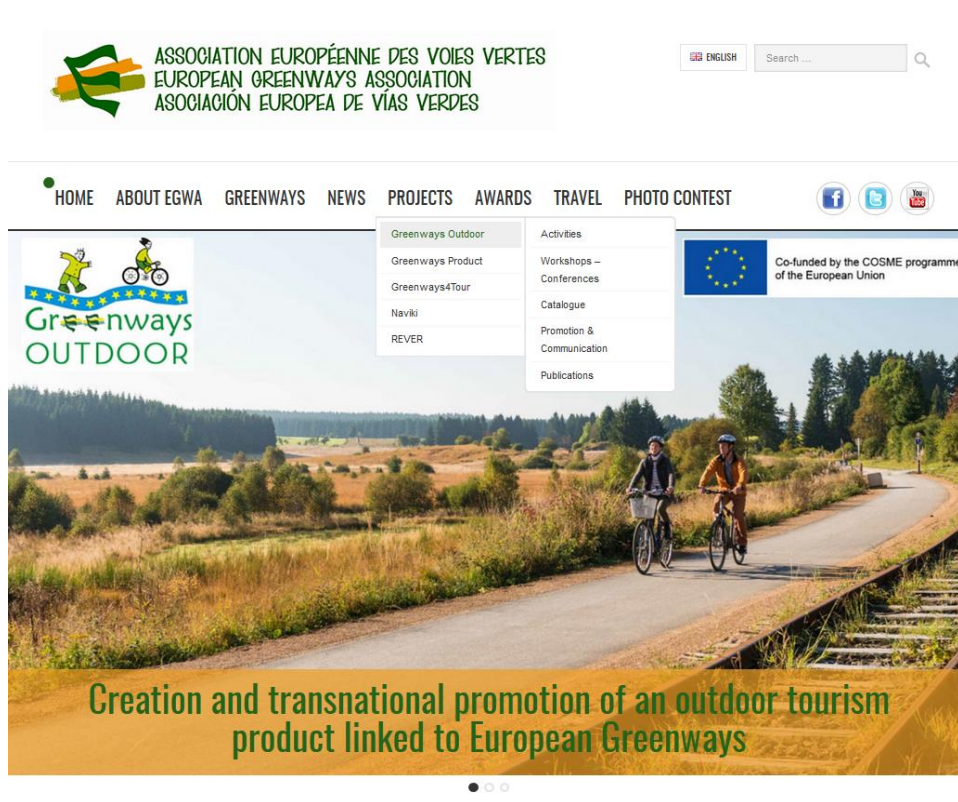 ASSOCIATION EUROPÉENNE DES VOIES VERTES
EUROPEAN GREENWAYS ASSOCIATION
ASOCIACIÓN EUROPEA DE VÍAS VERDES
ENGLISH
Search ...
HOME ABOUT EGWA GREENWAYS NEWS PROJECTS AWARDS TRAVEL PHOTO CONTEST
f t You Tube
Greenways Outdoor
Greenways Product
Greenways4Tour
Naviki
REVER
Activities
Workshops –
Conferences
Catalogue
Promotion &
Communication
Publications
Greenways
OUTDOOR
Co-funded by the COSME programme
of the European Union
Creation and transnational promotion of an outdoor tourism
product linked to European Greenways